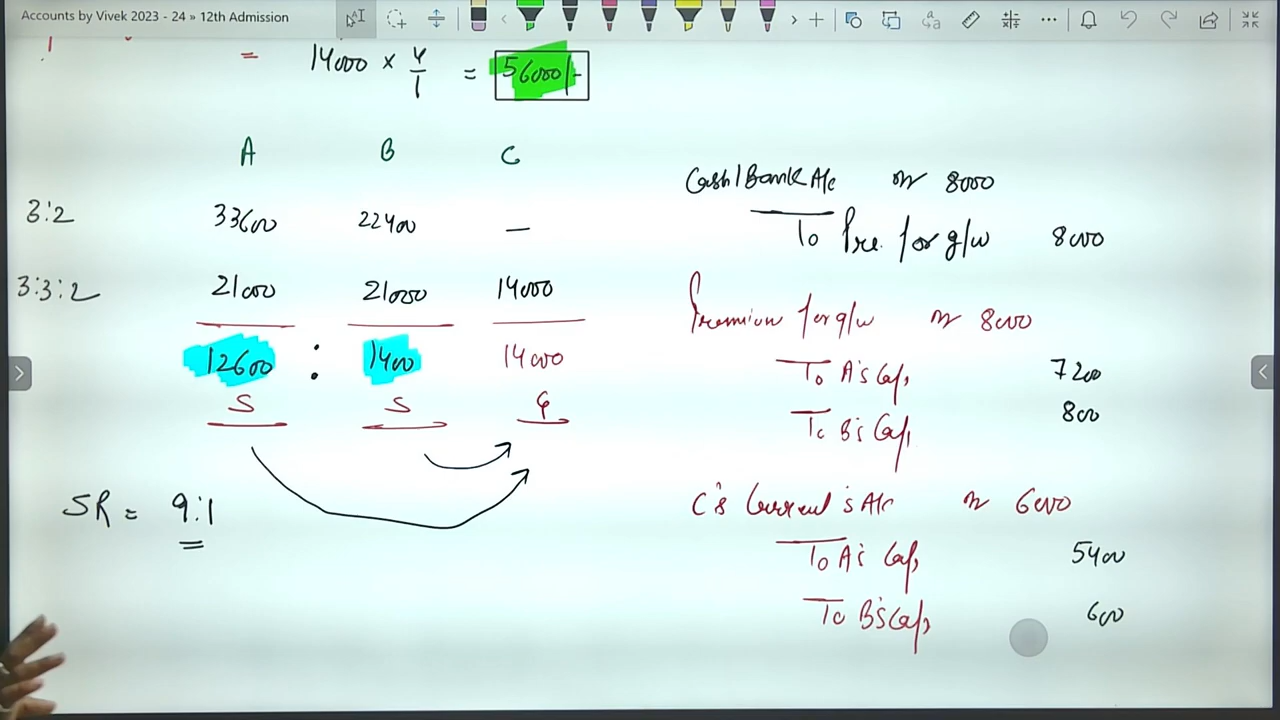 Accounts by Vivek 2023 - 24 » 12th Admission
= 14000 × 4/1 = 56000/-
A B C
3:2 33600 22400 —
3:3:2 21000 21000 14000
12600 : 1400 14000
S S G
SR = 9:1
Cash/Bank A/c Dr 8000
To Pre. for g/w 8000
Premium for g/w Dr 8000
To A's Cap, 7200
To B's Cap, 800
C's Current's A/c Dr 6000
To A's Cap, 5400
To B's Cap, 600